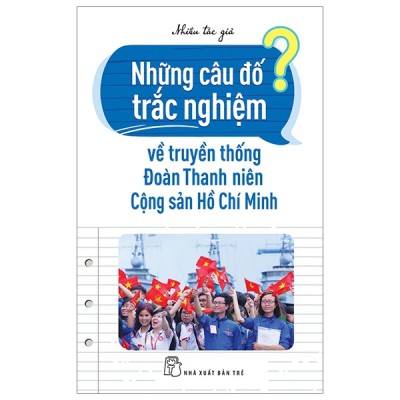 Nhiều tác giả
Những câu đố
trắc nghiệm
?
về truyền thống
Đoàn Thanh niên
Cộng sản Hồ Chí Minh
NHÀ XUẤT BẢN TRẺ